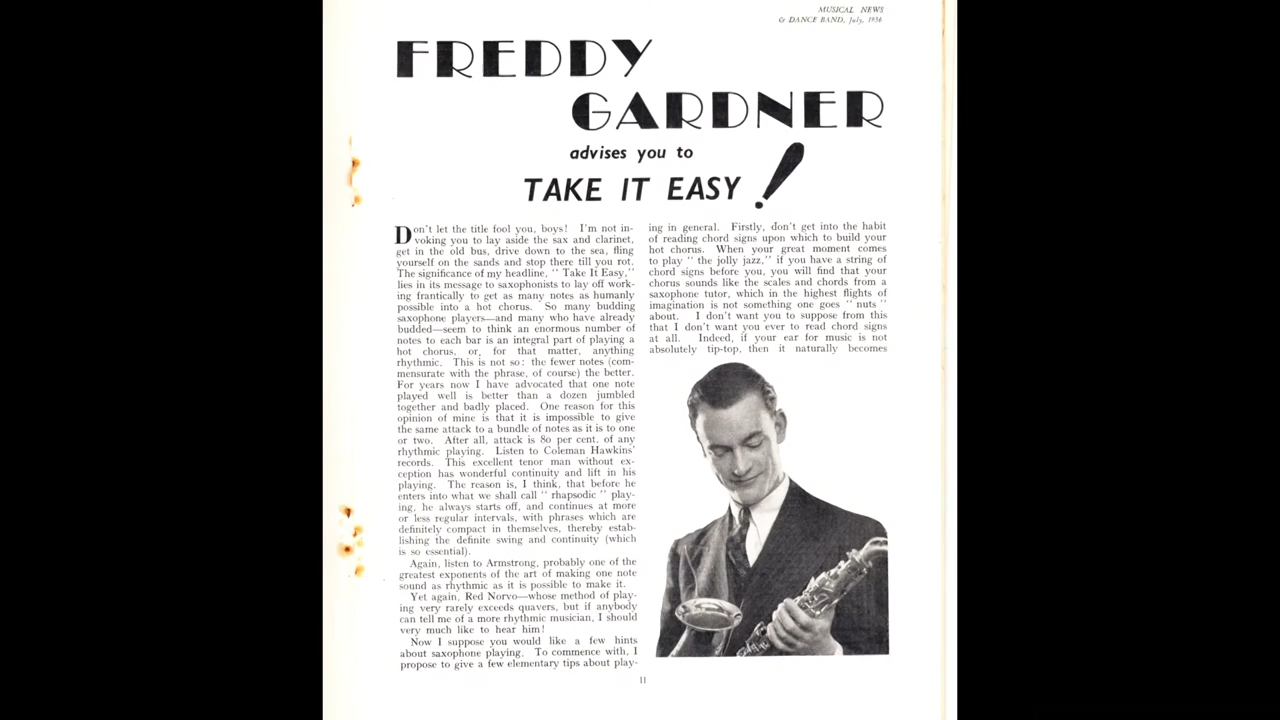 MUSICAL NEWS
& DANCE BAND, July, 1936
FREDDY
GARDNER
advises you to
TAKE IT EASY!
Don't let the title fool you, boys! I'm not in-
voking you to lay aside the sax and clarinet,
get in the old bus, drive down to the sea, fling
yourself on the sands and stop there till you rot.
The significance of my headline, " Take It Easy,"
lies in its message to saxophonists to lay off work-
ing frantically to get as many notes as humanly
possible into a hot chorus. So many budding
saxophone players—and many who have already
budded—seem to think an enormous number of
notes to each bar is an integral part of playing a
hot chorus, or, for that matter, anything
rhythmic. This is not so: the fewer notes (com-
mensurate with the phrase, of course) the better.
For years now I have advocated that one note
played well is better than a dozen jumbled
together and badly placed. One reason for this
opinion of mine is that it is impossible to give
the same attack to a bundle of notes as it is to one
or two. After all, attack is 80 per cent. of any
rhythmic playing. Listen to Coleman Hawkins'
records. This excellent tenor man without ex-
ception has wonderful continuity and lift in his
playing. The reason is, I think, that before he
enters into what we shall call " rhapsodic " play-
ing, he always starts off, and continues at more
or less regular intervals, with phrases which are
definitely compact in themselves, thereby estab-
lishing the definite swing and continuity (which
is so essential).
Again, listen to Armstrong, probably one of the
greatest exponents of the art of making one note
sound as rhythmic as it is possible to make it.
Yet again, Red Norvo—whose method of play-
ing very rarely exceeds quavers, but if anybody
can tell me of a more rhythmic musician, I should
very much like to hear him!
Now I suppose you would like a few hints
about saxophone playing. To commence with, I
propose to give a few elementary tips about play-
ing in general. Firstly, don't get into the habit
of reading chord signs upon which to build your
hot chorus. When your great moment comes
to play " the jolly jazz," if you have a string of
chord signs before you, you will find that your
chorus sounds like the scales and chords from a
saxophone tutor, which in the highest flights of
imagination is not something one goes " nuts "
about. I don't want you to suppose from this
that I don't want you ever to read chord signs
at all. Indeed, if your ear for music is not
absolutely tip-top, then it naturally becomes
11